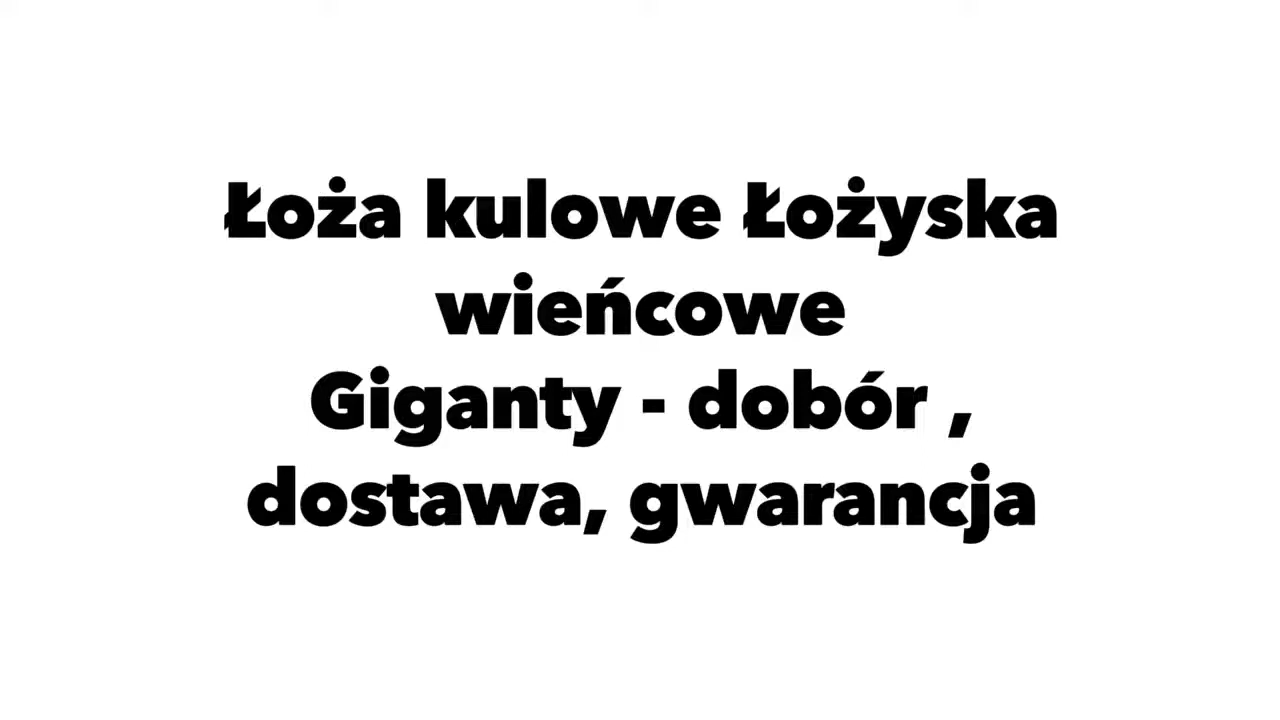 Łoża kulowe Łożyska
wieńcowe
Giganty - dobór ,
dostawa, gwarancja